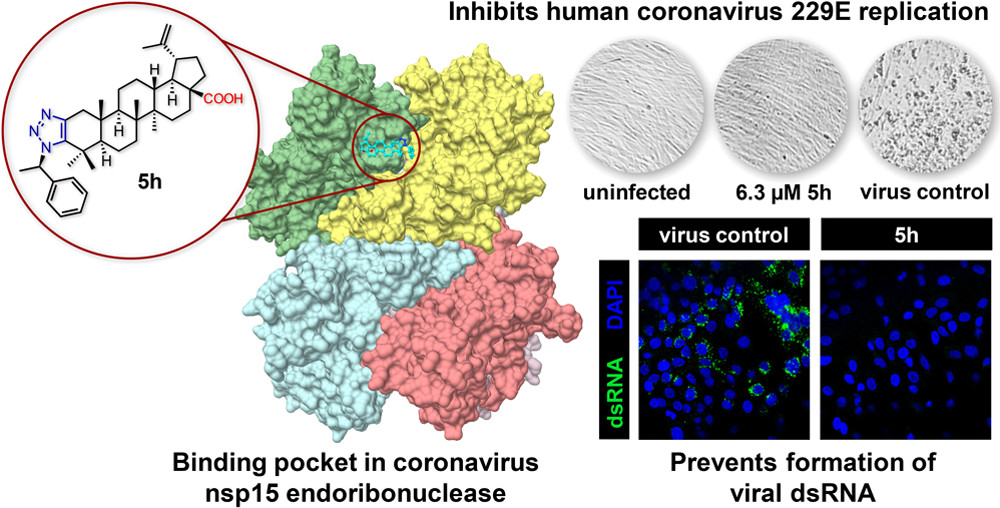 Inhibits human coronavirus 229E replication
H
H
H
H
COOH
N
N
N
5h
uninfected
6.3 µM 5h
virus control
virus control
5h
dsRNA DAPI
Binding pocket in coronavirus
nsp15 endoribonuclease
Prevents formation of
viral dsRNA